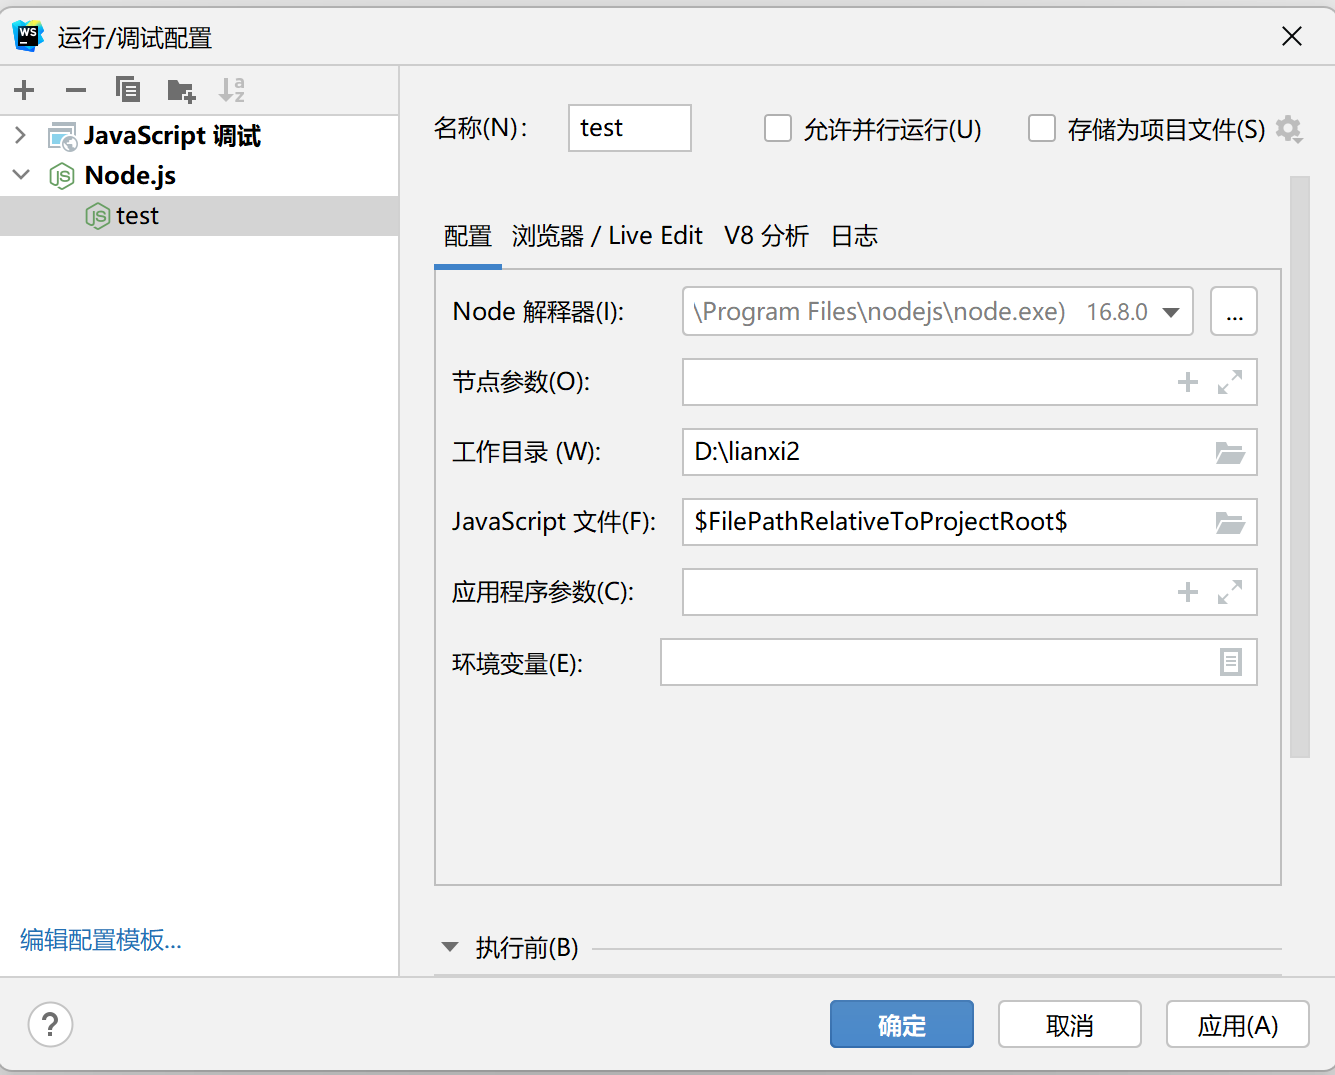 WS 运行/调试配置
JavaScript 调试
Node.js
JS test
编辑配置模板...
名称(N): test 允许并行运行(U) 存储为项目文件(S)
配置 浏览器 / Live Edit V8 分析 日志
Node 解释器(I): \Program Files\nodejs\node.exe) 16.8.0 ...
节点参数(O):
工作目录 (W): D:\lianxi2
JavaScript 文件(F): $FilePathRelativeToProjectRoot$
应用程序参数(C):
环境变量(E):
执行前(B)
? 确定 取消 应用(A)